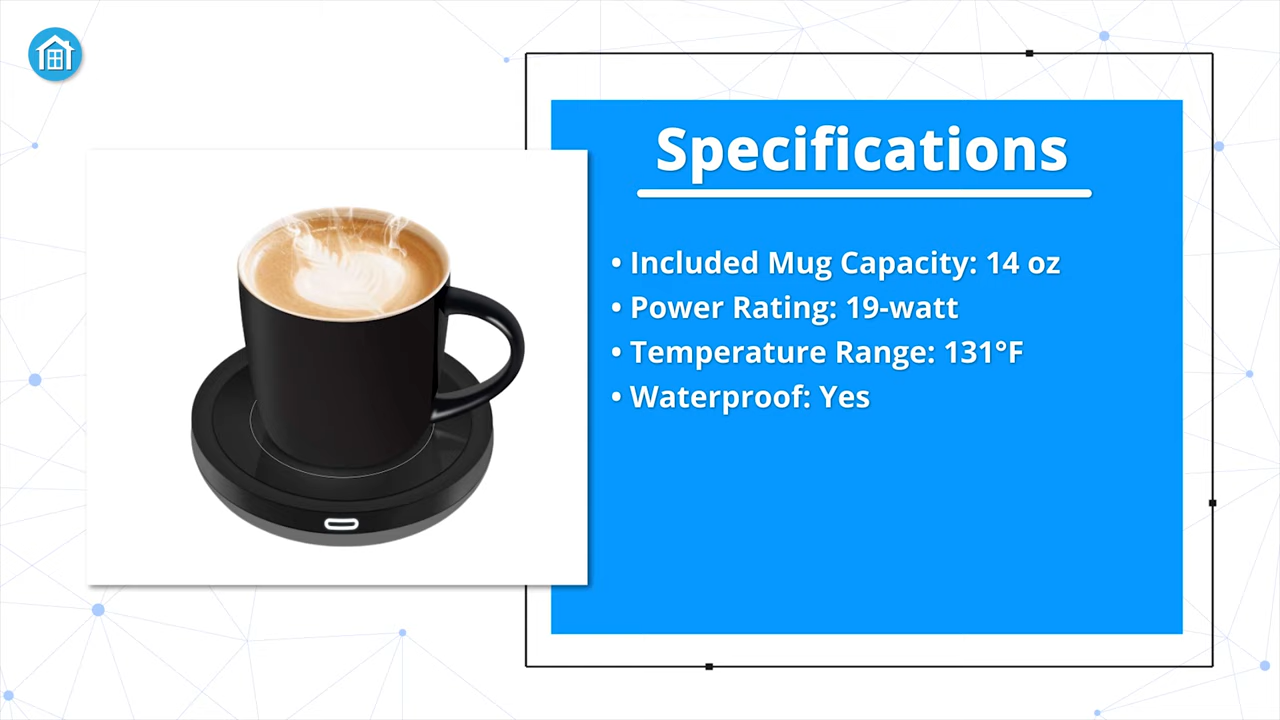 Specifications
• Included Mug Capacity: 14 oz
• Power Rating: 19-watt
• Temperature Range: 131°F
• Waterproof: Yes